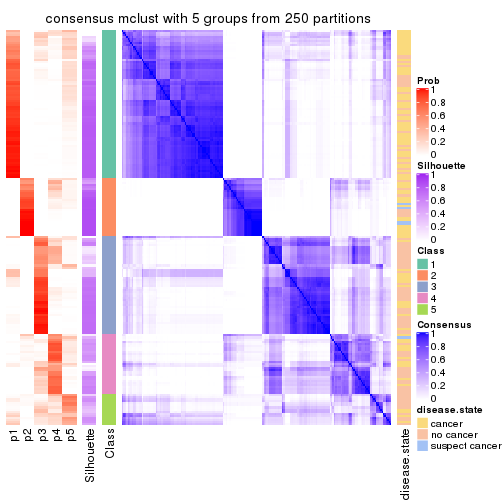 consensus mclust with 5 groups from 250 partitions
Prob
1
0.8
0.6
0.4
0.2
0
Silhouette
1
0.8
0.6
0.4
0.2
0
Class
1
2
3
4
5
Consensus
1
0.8
0.6
0.4
0.2
0
disease.state
cancer
no cancer
suspect cancer
p1
p2
p3
p4
p5
Silhouette
Class
disease.state